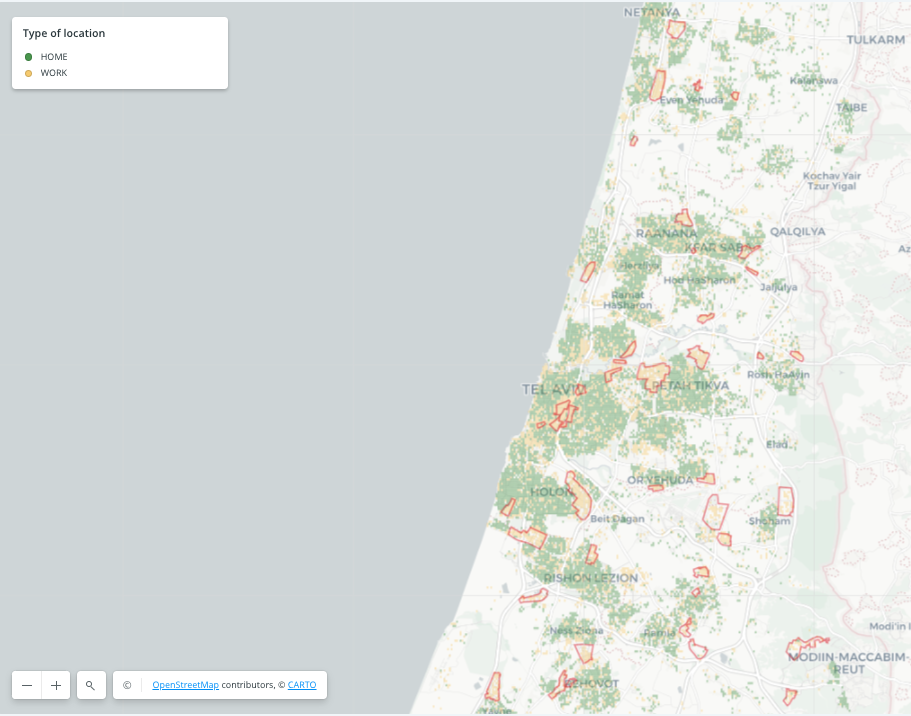 Type of location
HOME
WORK
NETANYA
TULKARM
Kalanswa
Even Yehuda
TAIBE
Kochav Yair
Tzur Yigal
RAANANA
QALQILYA
KFAR SABA
Herzliya
Hod HaSharon
Jaljulya
Ramat
HaSharon
Rosh HaAyin
TEL AVIV
PETAH TIKVA
Elad
OR YEHUDA
HOLON
Beit Dagan
Shoham
RISHON LEZION
Modi'in I
Ness Ziona
Ramla
MODIIN-MACCABIM-
REUT
REHOVOT
Yavne
© OpenStreetMap contributors, © CARTO